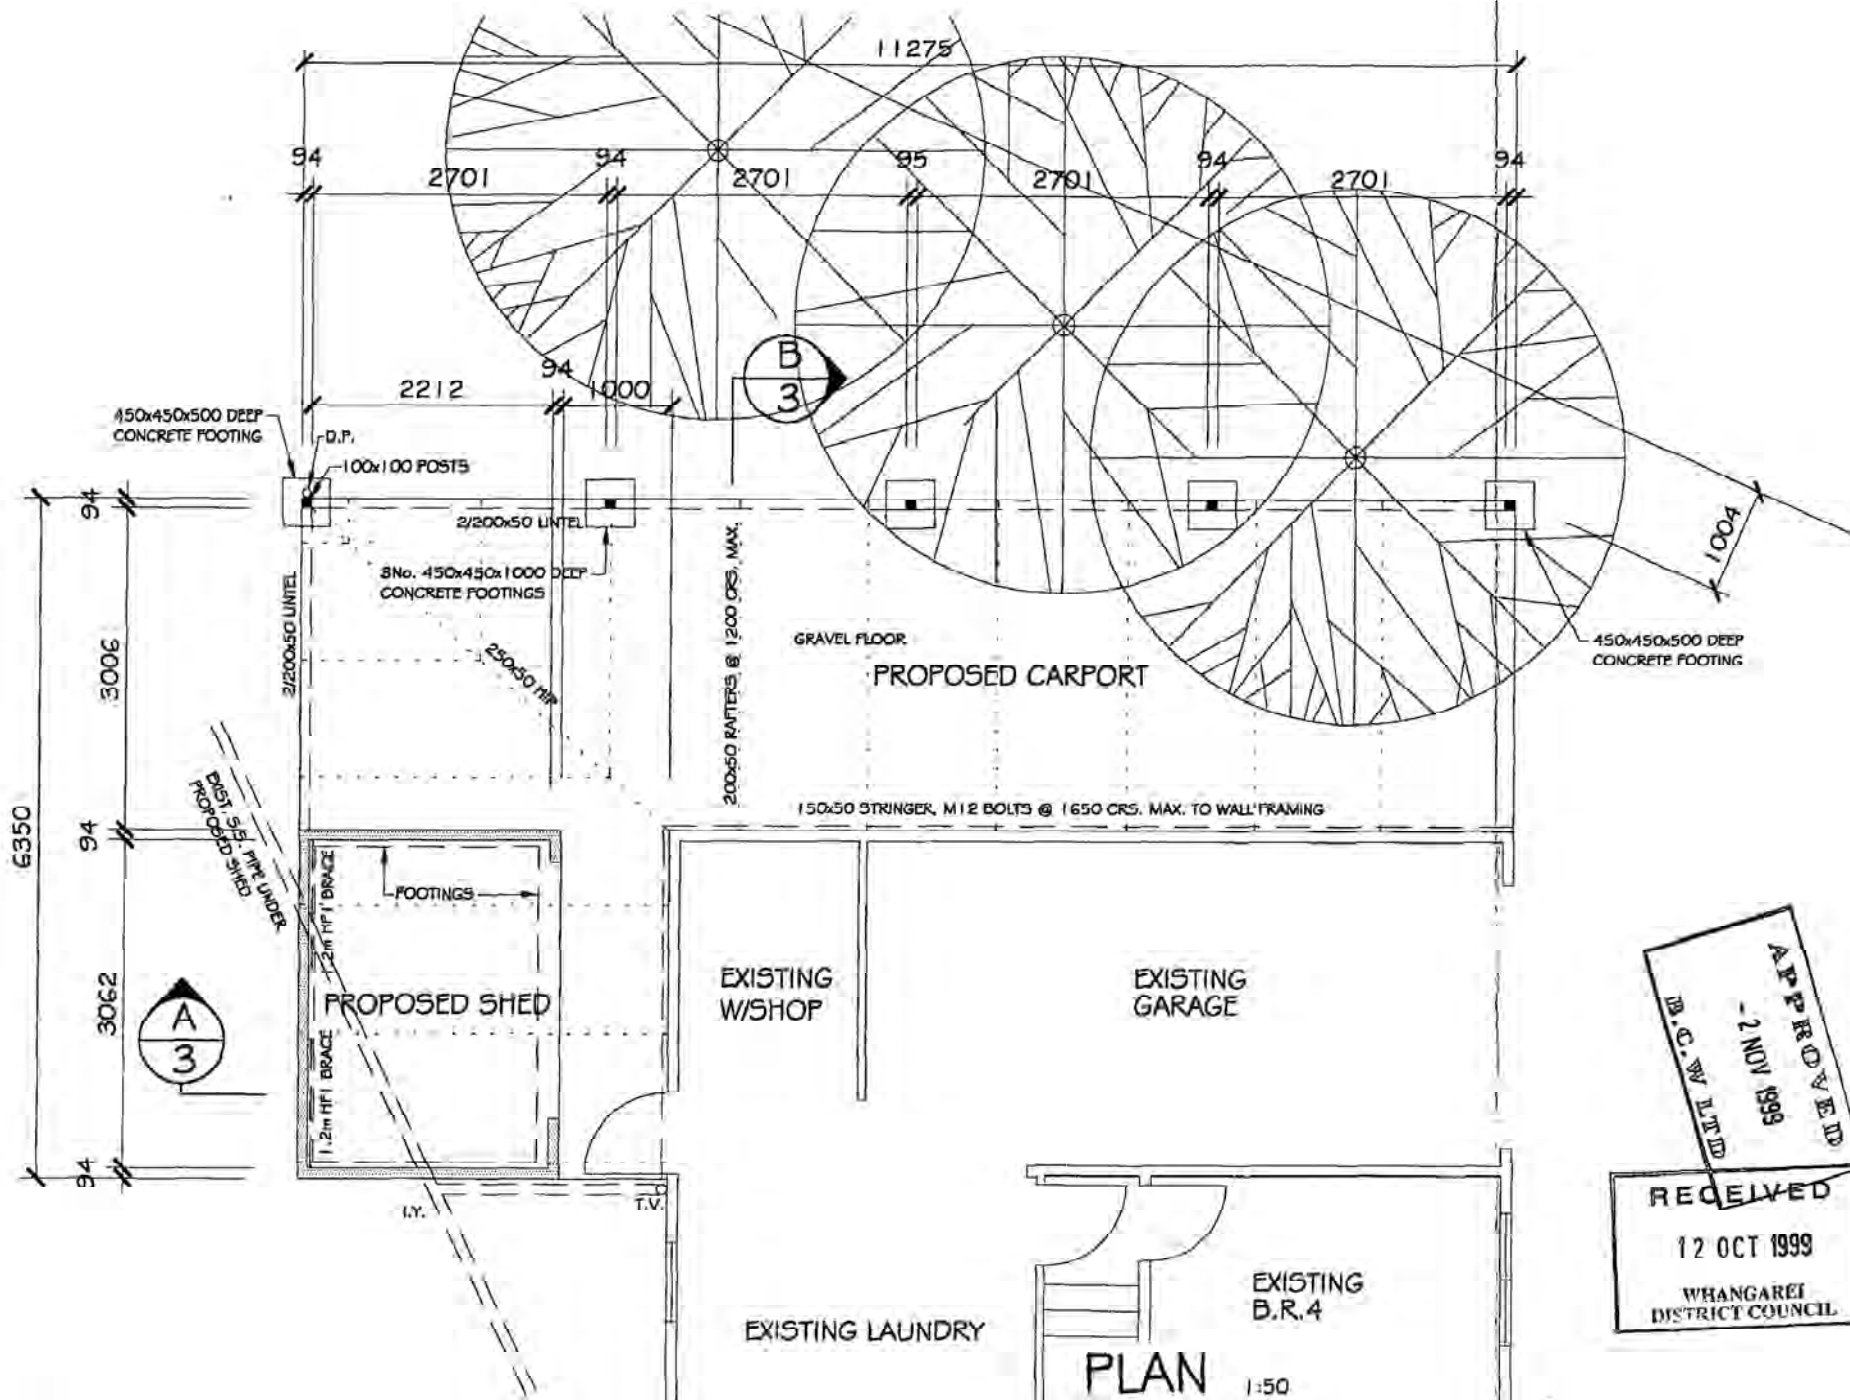 11275
94
94
95
94
94
2701
2701
2701
2701
B
3
94
2212
1000
450x450x500 DEEP
CONCRETE FOOTING
D.P.
100x100 POSTS
94
2/200x50 LINTEL
1004
8No. 450x450x1000 DEEP
CONCRETE FOOTINGS
2/200x50 LINTEL
3006
250x50 HIP
200x50 RAFTERS @ 1200 CRS. MAX.
GRAVEL FLOOR
PROPOSED CARPORT
450x450x500 DEEP
CONCRETE FOOTING
150x50 STRINGER, M12 BOLTS @ 1650 CRS. MAX. TO WALL FRAMING
6350
94
EXIST. S.S. PIPE UNDER
PROPOSED SHED
FOOTINGS
1.2m HF1 BRACE
3062
A
3
PROPOSED SHED
EXISTING
W/SHOP
EXISTING
GARAGE
1.2m HF1 BRACE
94
I.Y.
T.V.
EXISTING LAUNDRY
EXISTING
B.R.4
PLAN 1:50
APPROVED
-2 NOV 1999
B.C.W LTD
RECEIVED
12 OCT 1999
WHANGAREI
DISTRICT COUNCIL